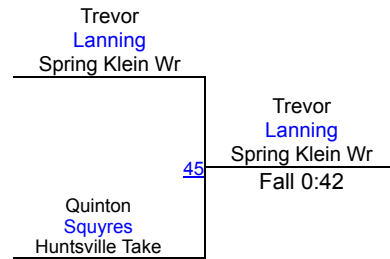 Trevor
Lanning
Spring Klein Wr
Trevor
Lanning
Spring Klein Wr
45
Fall 0:42
Quinton
Squyres
Huntsville Take